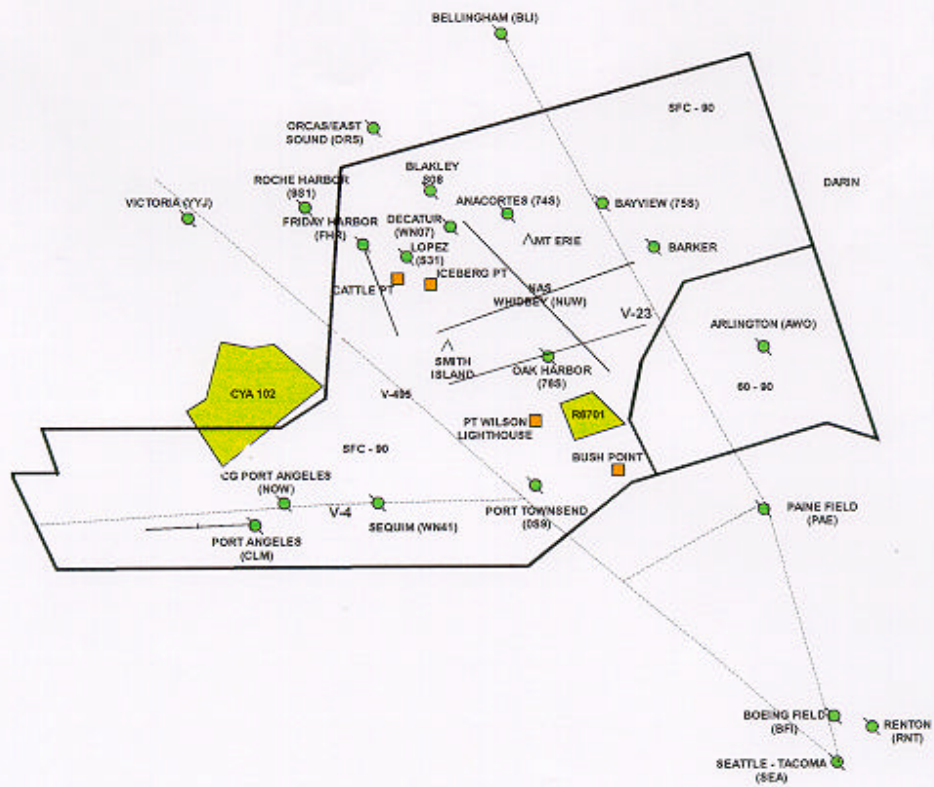 BELLINGHAM (BLI)
SFC - 90
ORCAS/EAST
SOUND (ORS)
BLAKLEY
S06
ROCHE HARBOR
(9S1)
ANACORTES (74S)
DARIN
VICTORIA (YYJ)
FRIDAY HARBOR
(FHR)
DECATUR
(WN07)
BAYVIEW (75S)
MT ERIE
BARKER
LOPEZ
(S31)
ICEBERG PT
CATTLE PT
NAS
WHIDBEY (NUW)
V-23
ARLINGTON (AWO)
SMITH
ISLAND
OAK HARBOR
(76S)
60 - 90
CYA 102
V-495
R6701
PT WILSON
LIGHTHOUSE
SFC - 90
BUSH POINT
CG PORT ANGELES
(NOW)
V-4
SEQUIM (WN41)
PORT TOWNSEND
(0S9)
PAINE FIELD
(PAE)
PORT ANGELES
(CLM)
BOEING FIELD
(BFI)
RENTON
(RNT)
SEATTLE - TACOMA
(SEA)